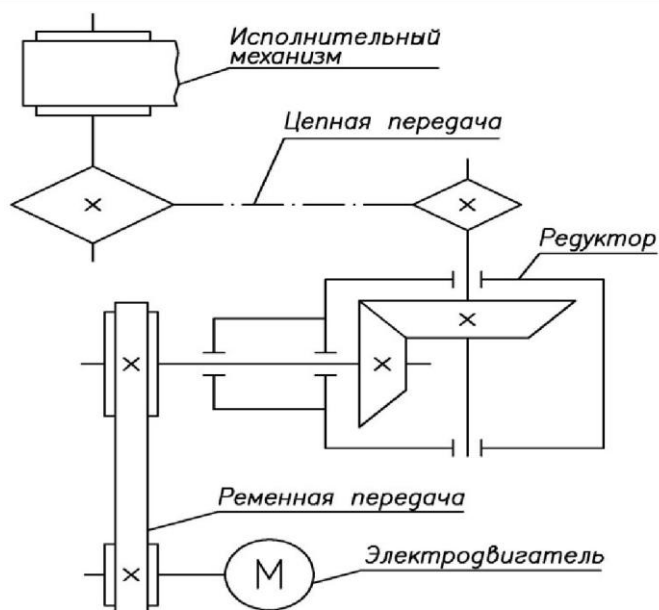 Исполнительный
механизм
Цепная передача
Редуктор
Ременная передача
Электродвигатель
М